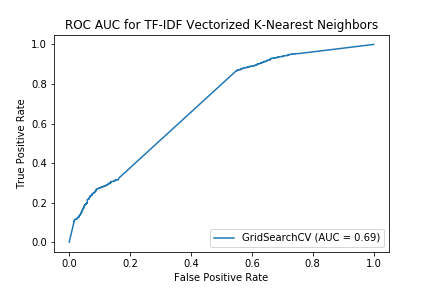 ROC AUC for TF-IDF Vectorized K-Nearest Neighbors
True Positive Rate
1.0
0.8
0.6
0.4
0.2
0.0
GridSearchCV (AUC = 0.69)
0.0 0.2 0.4 0.6 0.8 1.0
False Positive Rate